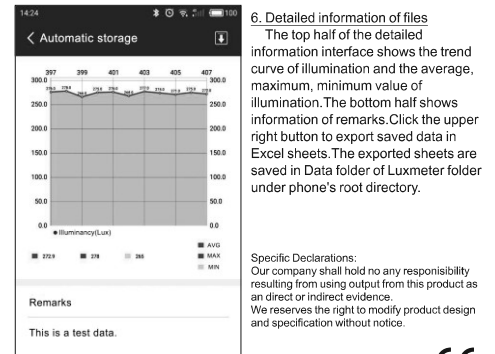 14:24
100
Automatic storage
397 399 401 403 405 407
300.0 300.0
250.0 250.0
200.0 200.0
150.0 150.0
100.0 100.0
50.0 50.0
0.0 0.0
Illuminancy(Lux)
AVG
272.9 278 265 MAX
MIN
Remarks
This is a test data.
6. Detailed information of files
The top half of the detailed
information interface shows the trend
curve of illumination and the average,
maximum, minimum value of
illumination.The bottom half shows
information of remarks.Click the upper
right button to export saved data in
Excel sheets.The exported sheets are
saved in Data folder of Luxmeter folder
under phone's root directory.
Specific Declarations:
Our company shall hold no any responisibility
resulting from using output from this product as
an direct or indirect evidence.
We reserves the right to modify product design
and specification without notice.